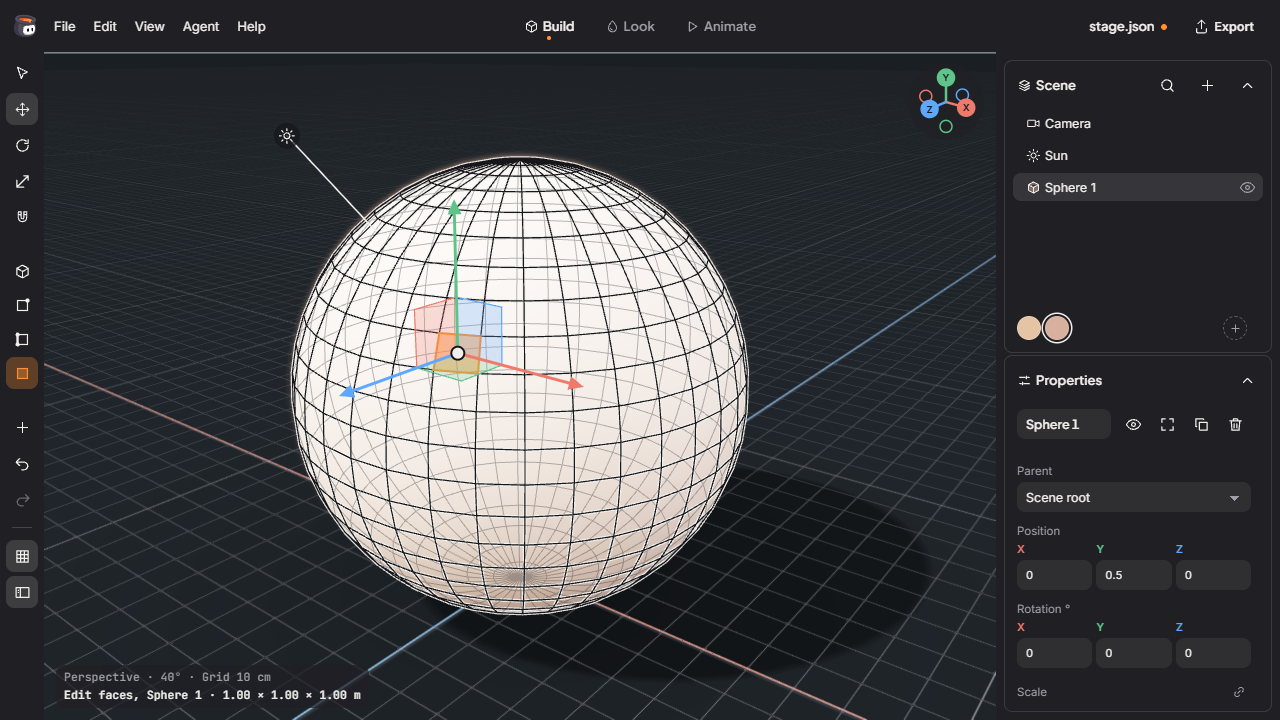 File Edit View Agent Help
Build Look Animate
stage.json
Export
Scene
Camera
Sun
Sphere 1
Y
Z
X
Properties
Sphere 1
Parent
Scene root
Position
X Y Z
0 0.5 0
Rotation °
X Y Z
0 0 0
Scale
Perspective · 40° · Grid 10 cm
Edit faces, Sphere 1 · 1.00 × 1.00 × 1.00 m